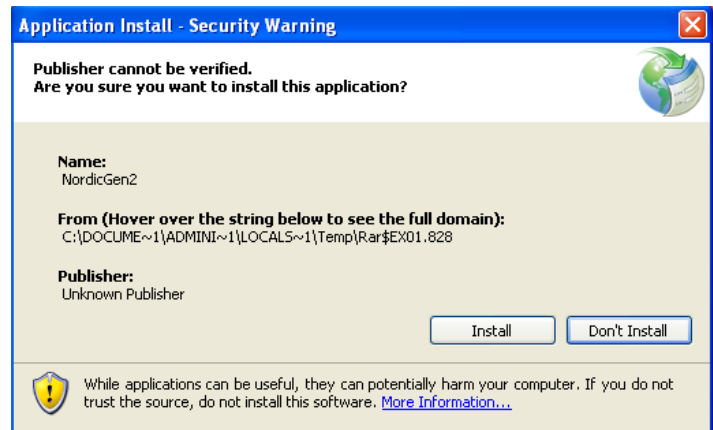 Application Install - Security Warning
Publisher cannot be verified.
Are you sure you want to install this application?
Name:
NordicGen2
From (Hover over the string below to see the full domain):
C:\DOCUME~1\ADMINI~1\LOCALS~1\Temp\Rar$EX01.828
Publisher:
Unknown Publisher
Install
Don't Install
While applications can be useful, they can potentially harm your computer. If you do not
trust the source, do not install this software. More Information...